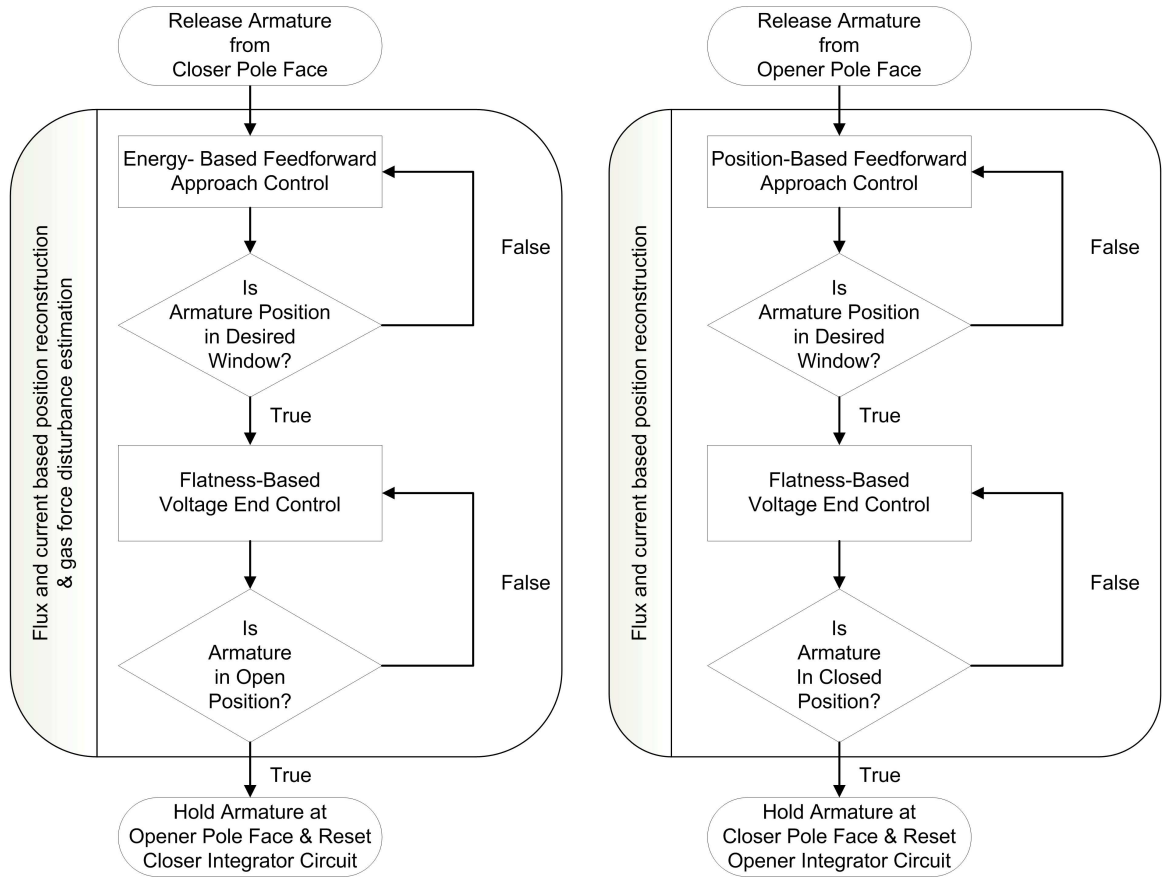 Release Armature
from
Closer Pole Face
Flux and current based position reconstruction
& gas force disturbance estimation
Energy- Based Feedforward
Approach Control
False
Is
Armature Position
in Desired
Window?
True
Flatness-Based
Voltage End Control
False
Is
Armature
in Open
Position?
True
Hold Armature at
Opener Pole Face & Reset
Closer Integrator Circuit
Release Armature
from
Opener Pole Face
Flux and current based position reconstruction
Position-Based Feedforward
Approach Control
False
Is
Armature Position
in Desired
Window?
True
Flatness-Based
Voltage End Control
False
Is
Armature
In Closed
Position?
True
Hold Armature at
Closer Pole Face & Reset
Opener Integrator Circuit